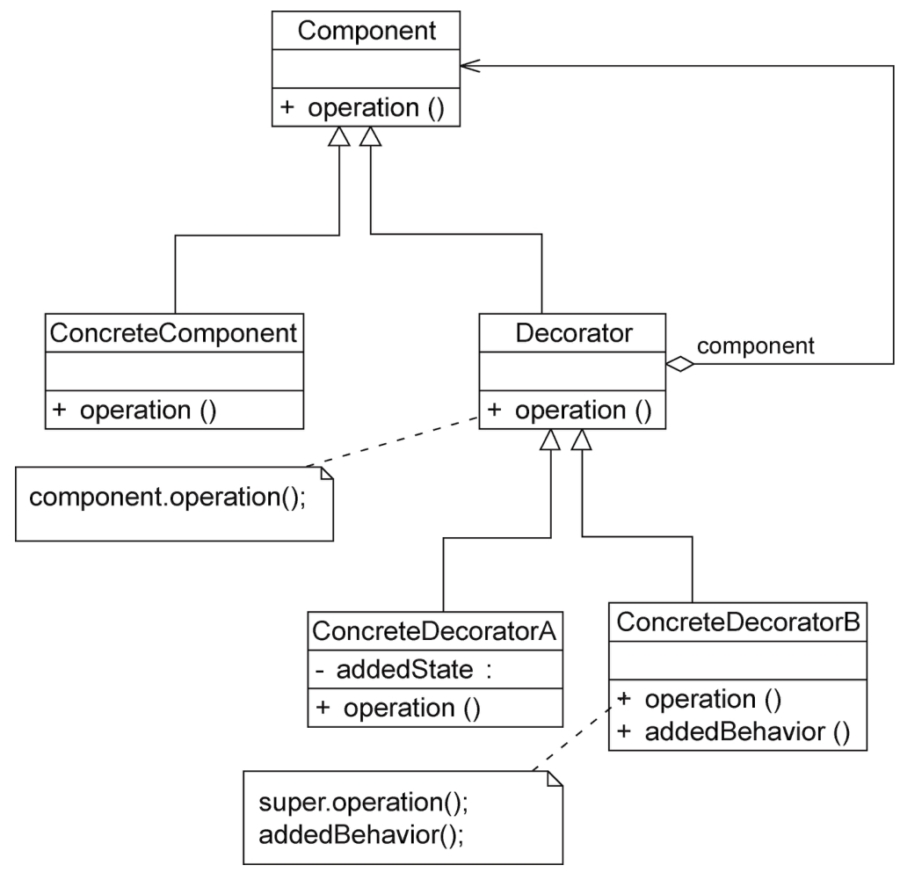 Component
+ operation ()
ConcreteComponent
+ operation ()
Decorator
+ operation ()
component
component.operation();
ConcreteDecoratorA
- addedState :
+ operation ()
ConcreteDecoratorB
+ operation ()
+ addedBehavior ()
super.operation();
addedBehavior();